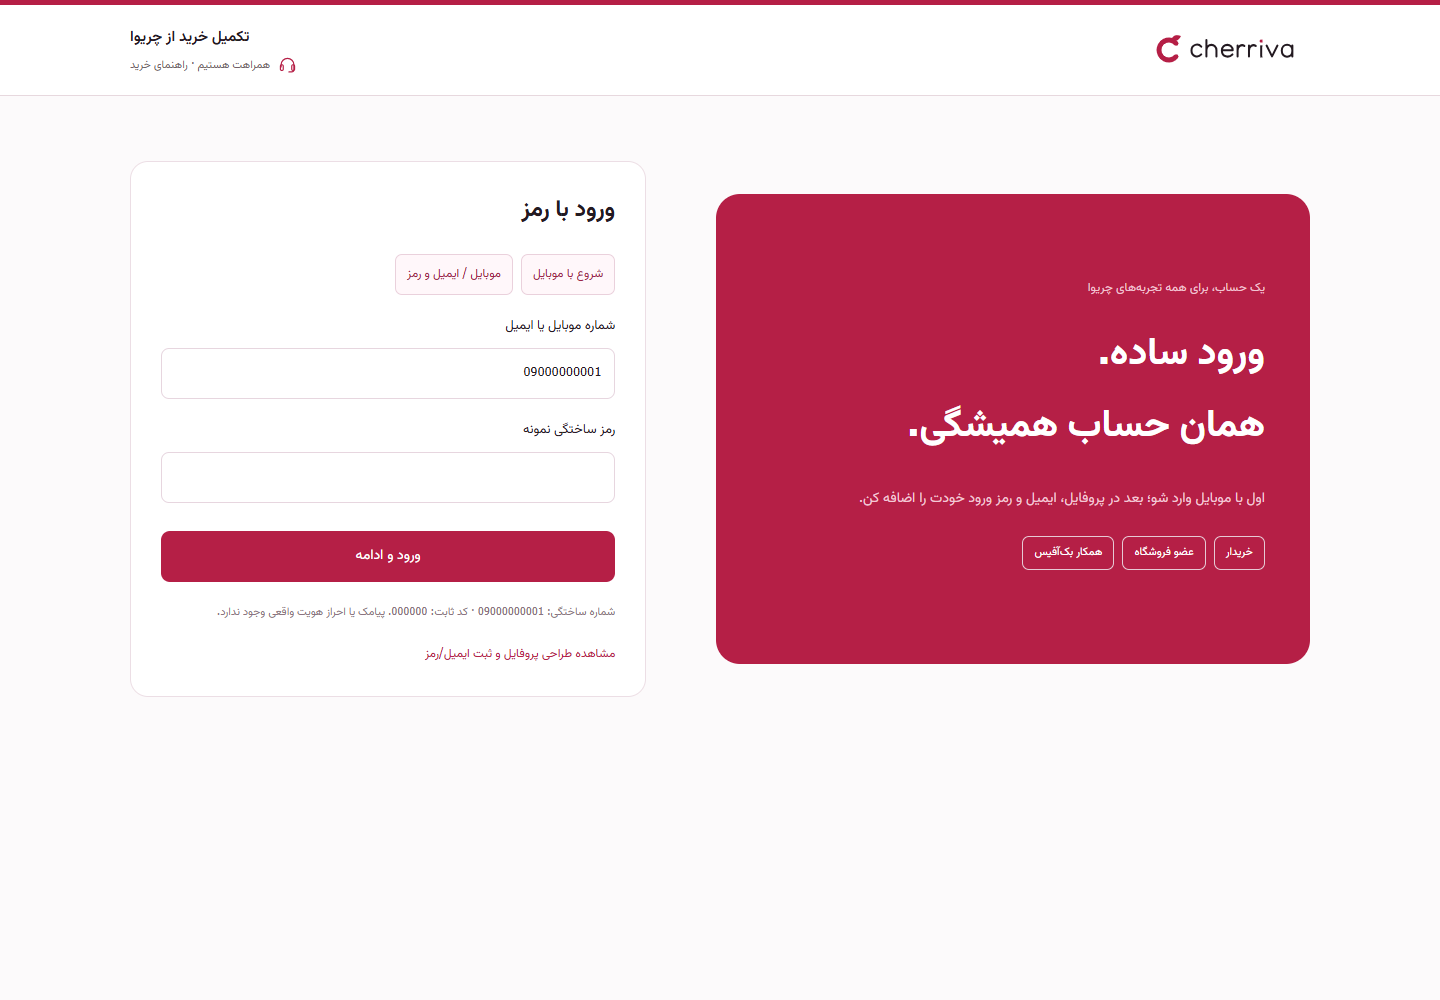 cherriva
تکمیل خرید از چریوا
همراهت هستیم · راهنمای خرید
یک حساب، برای همه تجربه‌های چریوا
ورود ساده.
همان حساب همیشگی.
اول با موبایل وارد شو؛ بعد در پروفایل، ایمیل و رمز ورود خودت را اضافه کن.
خریدار
عضو فروشگاه
همکار بک‌آفیس
ورود با رمز
شروع با موبایل
موبایل / ایمیل و رمز
شماره موبایل یا ایمیل
09000000001
رمز ساختگی نمونه
ورود و ادامه
شماره ساختگی: 09000000001 · کد ثابت: 000000. پیامک یا احراز هویت واقعی وجود ندارد.
مشاهده طراحی پروفایل و ثبت ایمیل/رمز